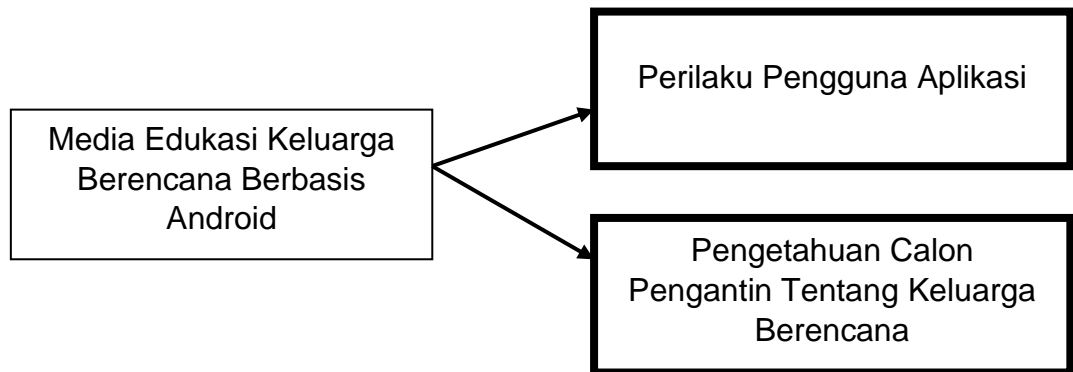 Media Edukasi Keluarga
Berencana Berbasis
Android
Perilaku Pengguna Aplikasi
Pengetahuan Calon
Pengantin Tentang Keluarga
Berencana